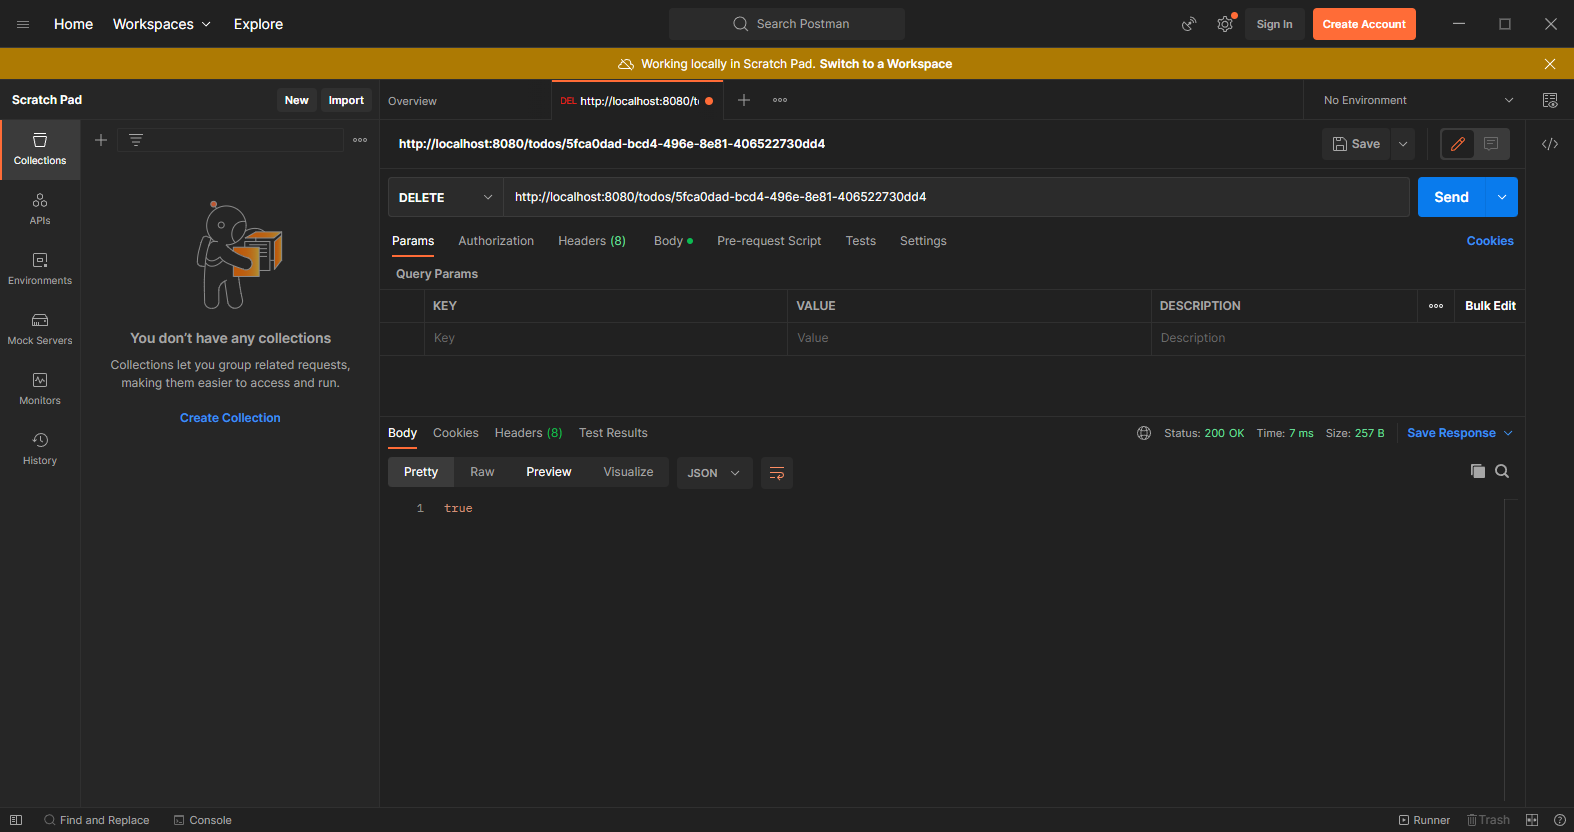 Home Workspaces Explore Search Postman Sign In Create Account
Working locally in Scratch Pad. Switch to a Workspace
Scratch Pad New Import Overview DEL http://localhost:8080/t No Environment
Collections
APIs
Environments
Mock Servers
Monitors
History
You don’t have any collections
Collections let you group related requests,
making them easier to access and run.
Create Collection
http://localhost:8080/todos/5fca0dad-bcd4-496e-8e81-406522730dd4 Save
DELETE http://localhost:8080/todos/5fca0dad-bcd4-496e-8e81-406522730dd4 Send
Params Authorization Headers (8) Body Pre-request Script Tests Settings Cookies
Query Params
KEY VALUE DESCRIPTION Bulk Edit
Key Value Description
Body Cookies Headers (8) Test Results Status: 200 OK Time: 7 ms Size: 257 B Save Response
Pretty Raw Preview Visualize JSON
1 true
Find and Replace Console Runner Trash